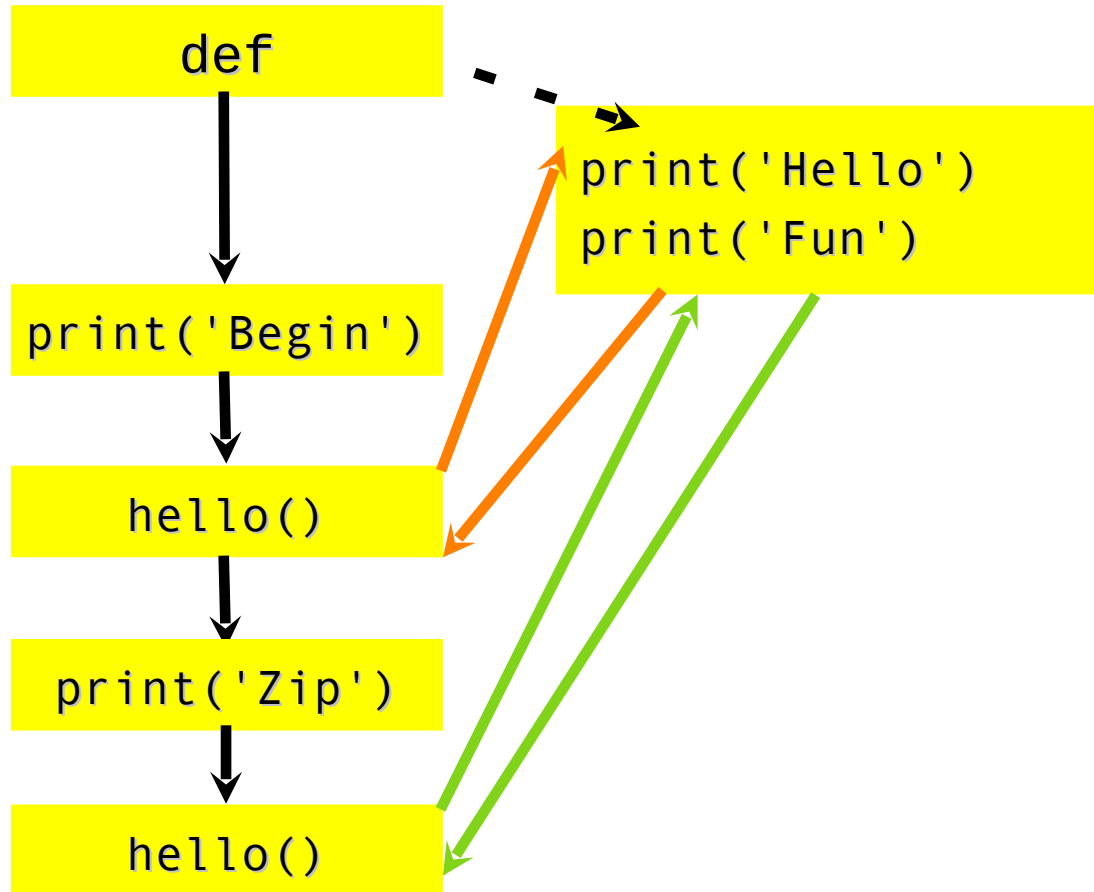 def
print('Hello')
print('Fun')
print('Begin')
hello()
print('Zip')
hello()